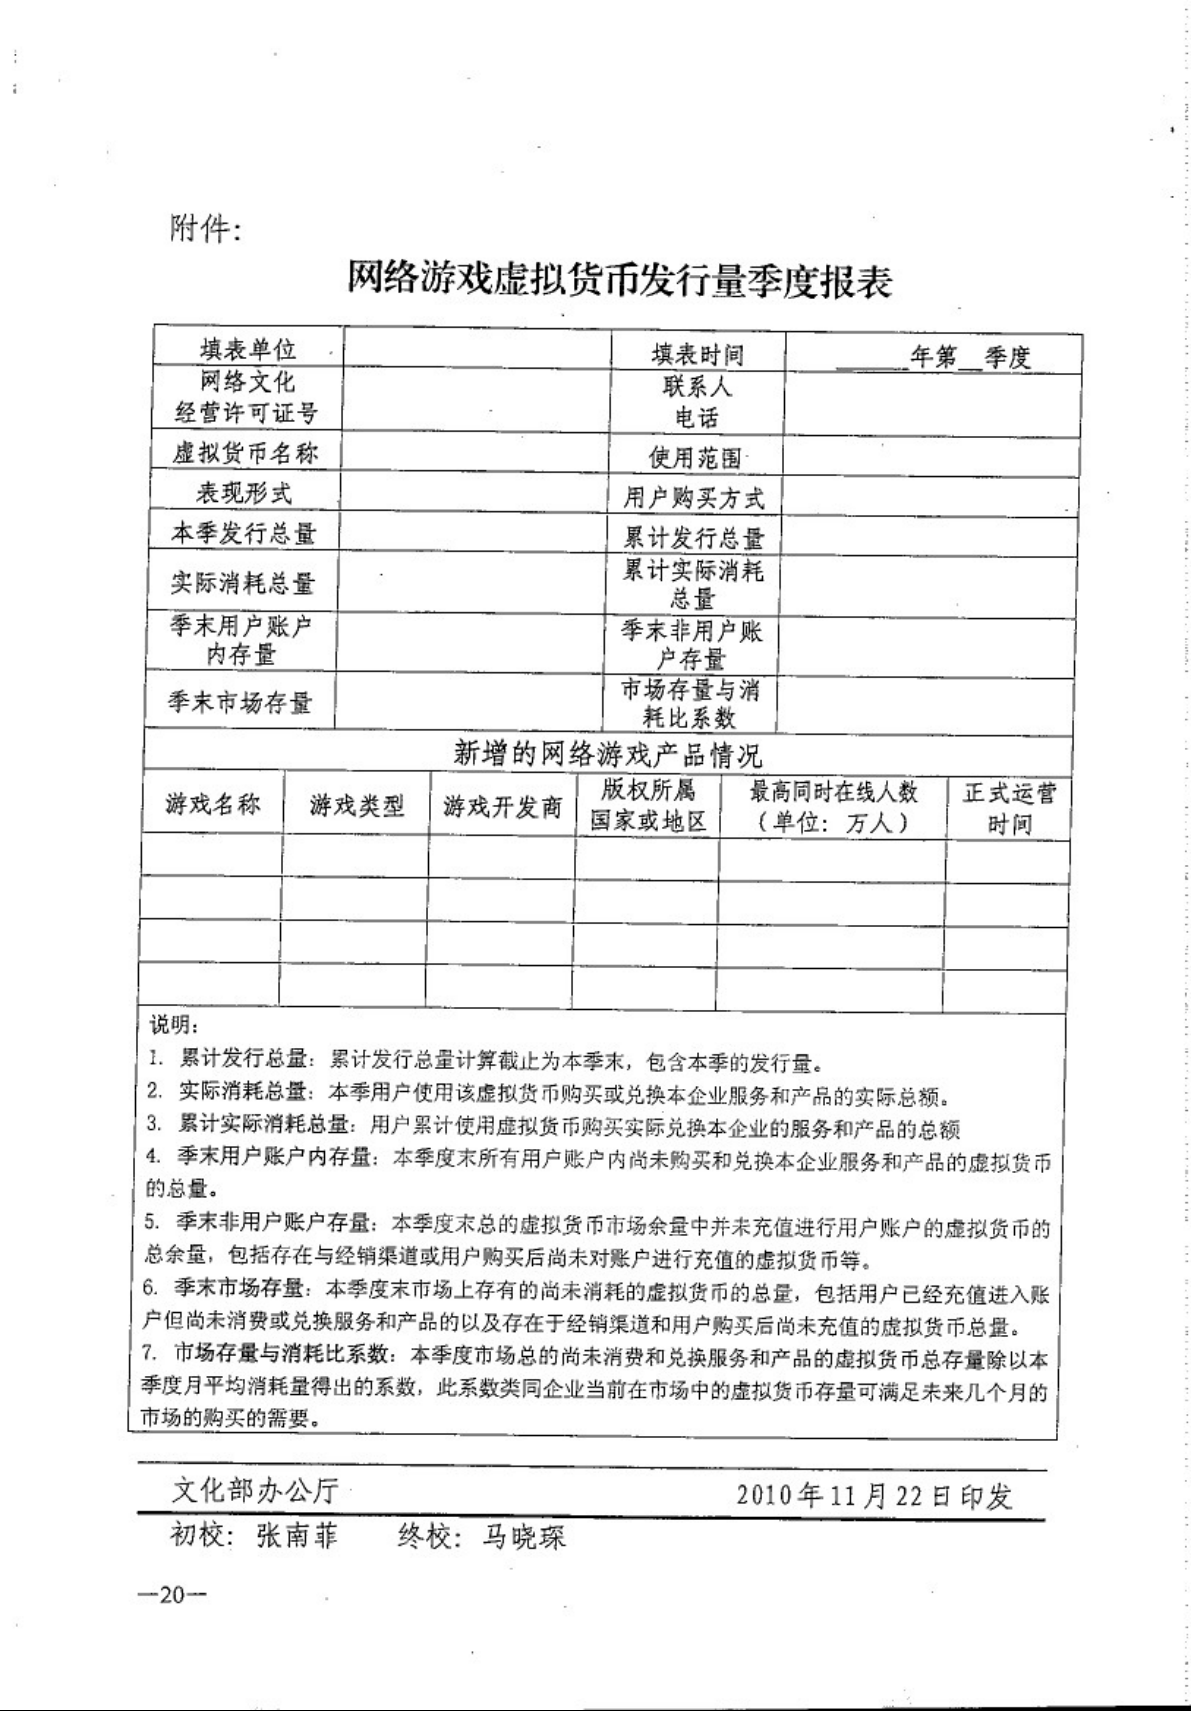 附件：
网络游戏虚拟货币发行量季度报表
填表单位 填表时间 ______年第__季度
网络文化 联系人
经营许可证号 电话
虚拟货币名称 使用范围
表现形式 用户购买方式
本季发行总量 累计发行总量
实际消耗总量 累计实际消耗
总量
季末用户账户 季末非用户账
内存量 户存量
季末市场存量 市场存量与消
耗比系数
新增的网络游戏产品情况
游戏名称 游戏类型 游戏开发商 版权所属 最高同时在线人数 正式运营
国家或地区 （单位：万人） 时间
说明：
1. 累计发行总量：累计发行总量计算截止为本季末，包含本季的发行量。
2. 实际消耗总量：本季用户使用该虚拟货币购买或兑换本企业服务和产品的实际总额。
3. 累计实际消耗总量：用户累计使用虚拟货币购买实际兑换本企业的服务和产品的总额
4. 季末用户账户内存量：本季度末所有用户账户内尚未购买和兑换本企业服务和产品的虚拟货币
的总量。
5. 季末非用户账户存量：本季度末总的虚拟货币市场余量中并未充值进行用户账户的虚拟货币的
总余量，包括存在与经销渠道或用户购买后尚未对账户进行充值的虚拟货币等。
6. 季末市场存量：本季度末市场上存有的尚未消耗的虚拟货币的总量，包括用户已经充值进入账
户但尚未消费或兑换服务和产品的以及存在于经销渠道和用户购买后尚未充值的虚拟货币总量。
7. 市场存量与消耗比系数：本季度市场总的尚未消费和兑换服务和产品的虚拟货币总存量除以本
季度月平均消耗量得出的系数，此系数类同企业当前在市场中的虚拟货币存量可满足未来几个月的
市场的购买的需要。
文化部办公厅 2010年11月22日印发
初校：张南菲 终校：马晓琛
—20—